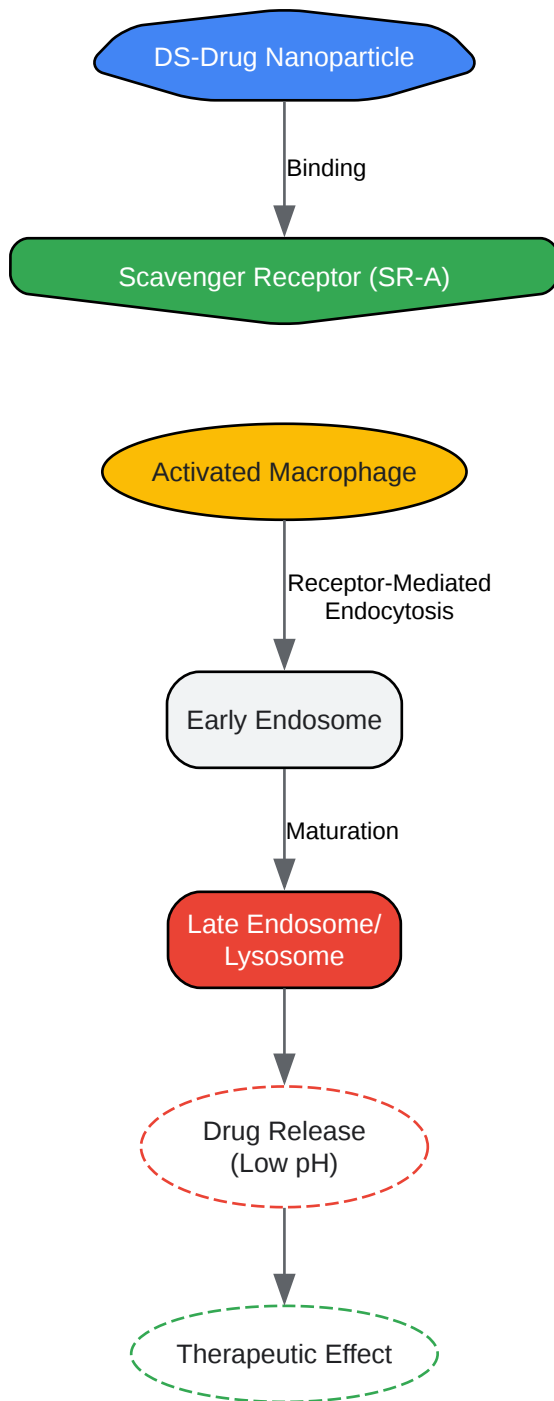 DS-Drug Nanoparticle
Binding
Scavenger Receptor (SR-A)
Activated Macrophage
Receptor-Mediated
Endocytosis
Early Endosome
Maturation
Late Endosome/
Lysosome
Drug Release
(Low pH)
Therapeutic Effect